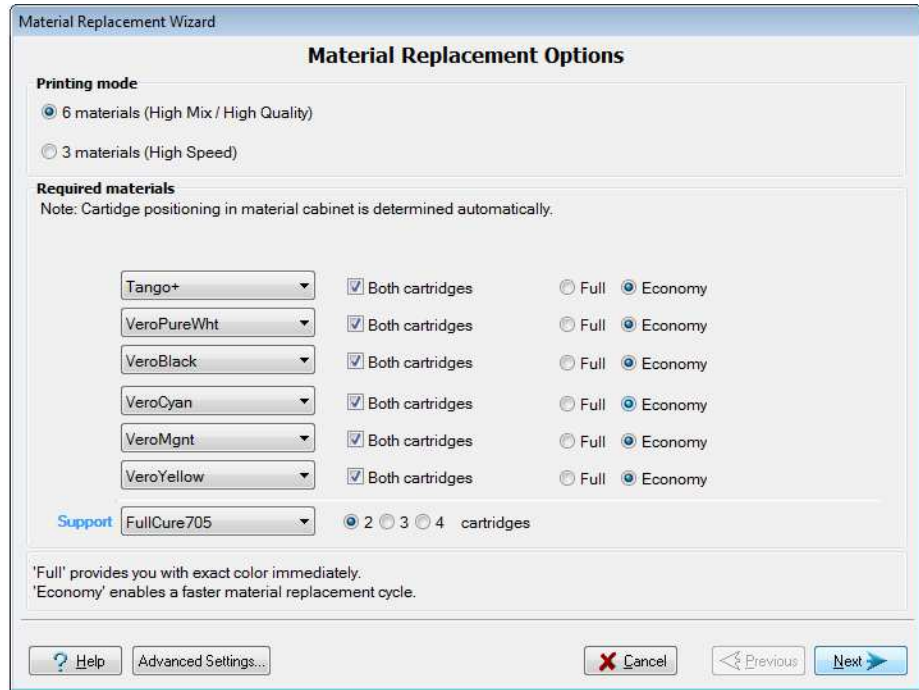 Material Replacement Wizard
Material Replacement Options
Printing mode
6 materials (High Mix / High Quality)
3 materials (High Speed)
Required materials
Note: Cartidge positioning in material cabinet is determined automatically.
Tango+ Both cartridges Full Economy
VeroPureWht Both cartridges Full Economy
VeroBlack Both cartridges Full Economy
VeroCyan Both cartridges Full Economy
VeroMgnt Both cartridges Full Economy
VeroYellow Both cartridges Full Economy
Support FullCure705 2 3 4 cartridges
'Full' provides you with exact color immediately.
'Economy' enables a faster material replacement cycle.
? Help Advanced Settings... Cancel Previous Next